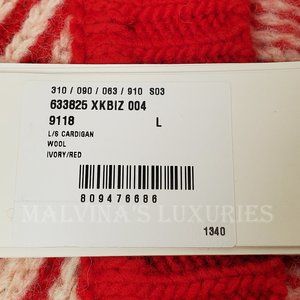 310 / 090 / 063 / 910 S03
633825 XKBIZ 004
9118 L
L/S CARDIGAN
WOOL
IVORY/RED
809476686
MALVINA'S LUXURIES
1340